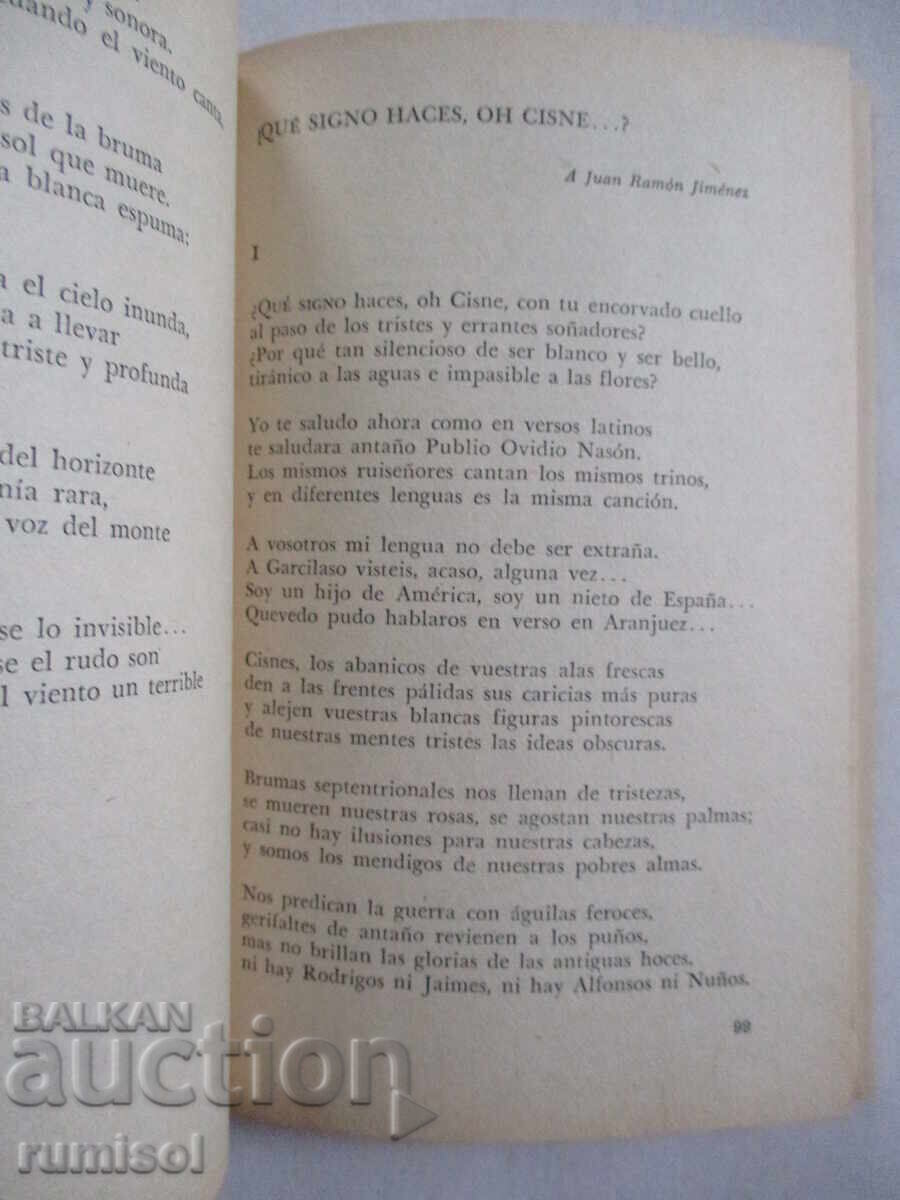 y sonora.
cuando el viento canta.
s de la bruma
sol que muere.
a blanca espuma:
a el cielo inunda,
a a llevar
triste y profunda
del horizonte
nía rara,
voz del monte
se lo invisible...
se el rudo son
l viento un terrible
¡QUÉ SIGNO HACES, OH CISNE...?
A Juan Ramón Jiménez
I
¿QUÉ SIGNO haces, oh Cisne, con tu encorvado cuello
al paso de los tristes y errantes soñadores?
¿Por qué tan silencioso de ser blanco y ser bello,
tiránico a las aguas e impasible a las flores?
Yo te saludo ahora como en versos latinos
te saludara antaño Publio Ovidio Nasón.
Los mismos ruiseñores cantan los mismos trinos,
y en diferentes lenguas es la misma canción.
A vosotros mi lengua no debe ser extraña.
A Garcilaso visteis, acaso, alguna vez...
Soy un hijo de América, soy un nieto de España...
Quevedo pudo hablaros en verso en Aranjuez...
Cisnes, los abanicos de vuestras alas frescas
den a las frentes pálidas sus caricias más puras
y alejen vuestras blancas figuras pintorescas
de nuestras mentes tristes las ideas obscuras.
Brumas septentrionales nos llenan de tristezas,
se mueren nuestras rosas, se agostan nuestras palmas;
casi no hay ilusiones para nuestras cabezas,
y somos los mendigos de nuestras pobres almas.
Nos predican la guerra con águilas feroces,
gerifaltes de antaño revienen a los puños,
mas no brillan las glorias de las antiguas hoces,
ni hay Rodrigos ni Jaimes, ni hay Alfonsos ni Nuños.
99
BALKAN
auction
rumisol